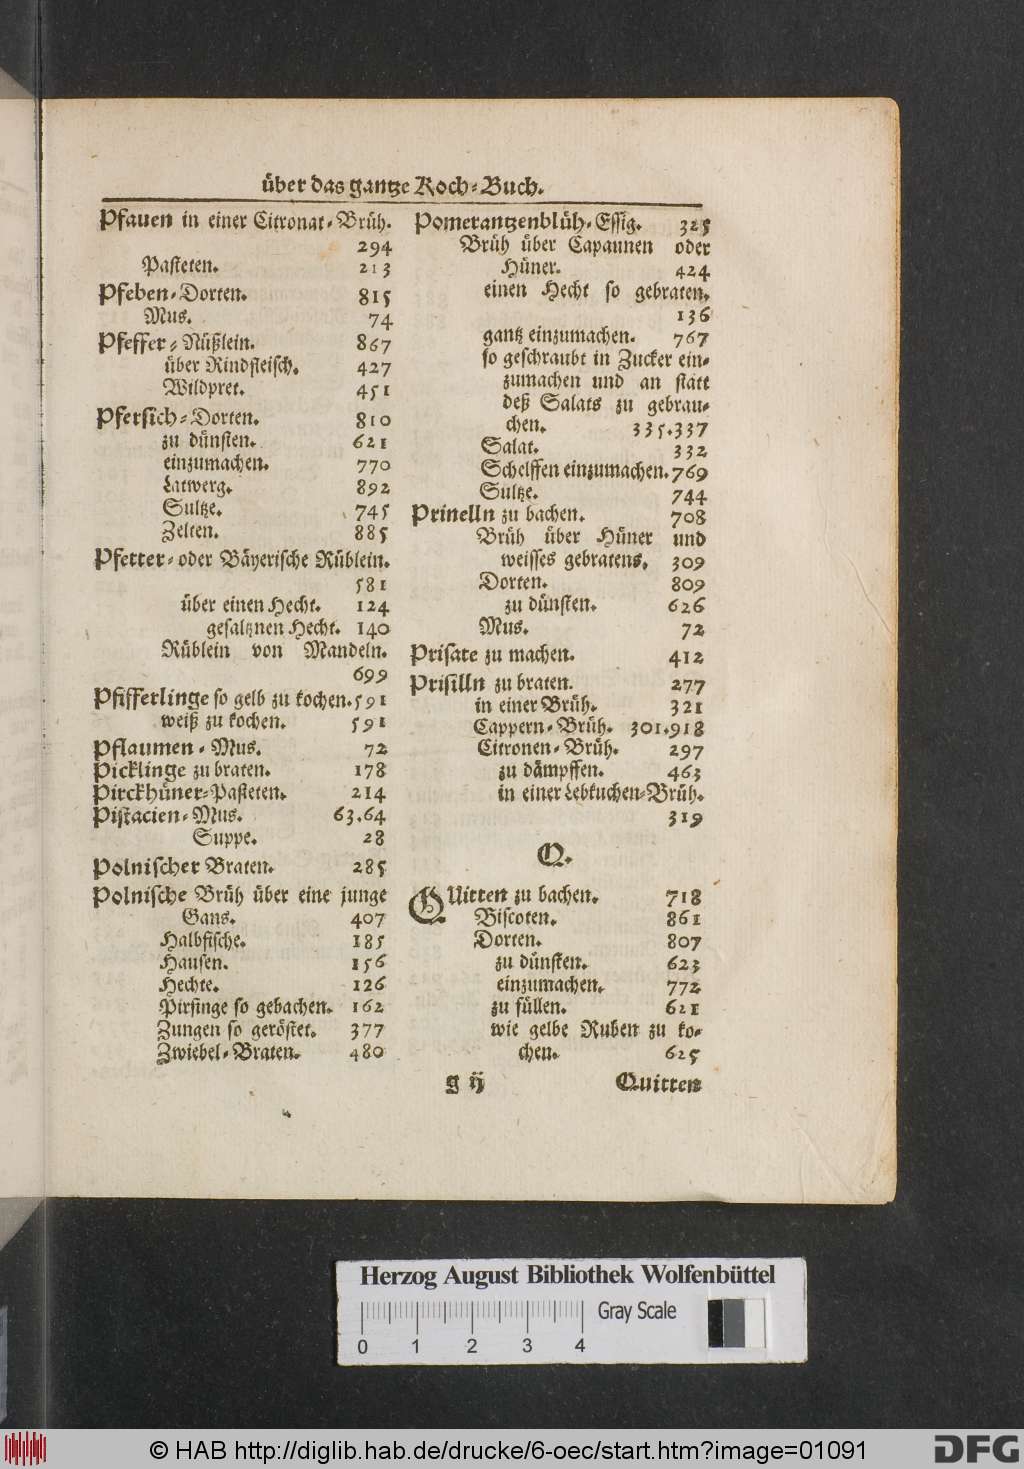 über das gantze Koch-Buch.
Pfauen in einer Citronat-Brüh.
294
Pasteten. 213
Pfeben-Dorten. 815
Mus. 74
Pfeffer-Nüßlein. 867
über Rindfleisch. 427
Wildpret. 451
Pfersich-Dorten. 810
zu dünsten. 621
einzumachen. 770
Latwerg. 892
Sultze. 745
Zelten. 885
Pfetter- oder Bäyerische Rüblein.
581
über einen Hecht. 124
gesaltznen Hecht. 140
Rüblein von Mandeln.
699
Pfifferlinge so gelb zu kochen. 591
weiß zu kochen. 591
Pflaumen-Mus. 72
Picklinge zu braten. 178
Pirckhüner-Pasteten. 214
Pistacien-Mus. 63.64
Suppe. 28
Polnischer Braten. 285
Polnische Brüh über eine junge
Gans. 407
Halbfische. 185
Hausen. 156
Hechte. 126
Pirsinge so gebachen. 162
Zungen so geröstet. 377
Zwiebel-Braten. 480
Pomerantzenblüh-Essig. 325
Brüh über Capaunen oder
Hüner. 424
einen Hecht so gebraten.
136
gantz einzumachen. 767
so geschraubt in Zucker ein-
zumachen und an statt
deß Salats zu gebrau-
chen. 335.337
Salat. 332
Schelffen einzumachen. 769
Sultze. 744
Prinelln zu bachen. 708
Brüh über Hüner und
weisses gebratens. 309
Dorten. 809
zu dünsten. 626
Mus. 72
Prisate zu machen. 412
Prisilln zu braten. 277
in einer Brüh. 321
Cappern-Brüh. 301.918
Citronen-Brüh. 297
zu dämpffen. 463
in einer Lebkuchen-Brüh.
319
Q.
QUitten zu bachen. 718
Biscoten. 861
Dorten. 807
zu dünsten. 623
einzumachen. 772
zu füllen. 621
wie gelbe Ruben zu ko-
chen. 625
g ij Quitten
Herzog August Bibliothek Wolfenbüttel
Gray Scale
0 1 2 3 4
© HAB http://diglib.hab.de/drucke/6-oec/start.htm?image=01091
DFG